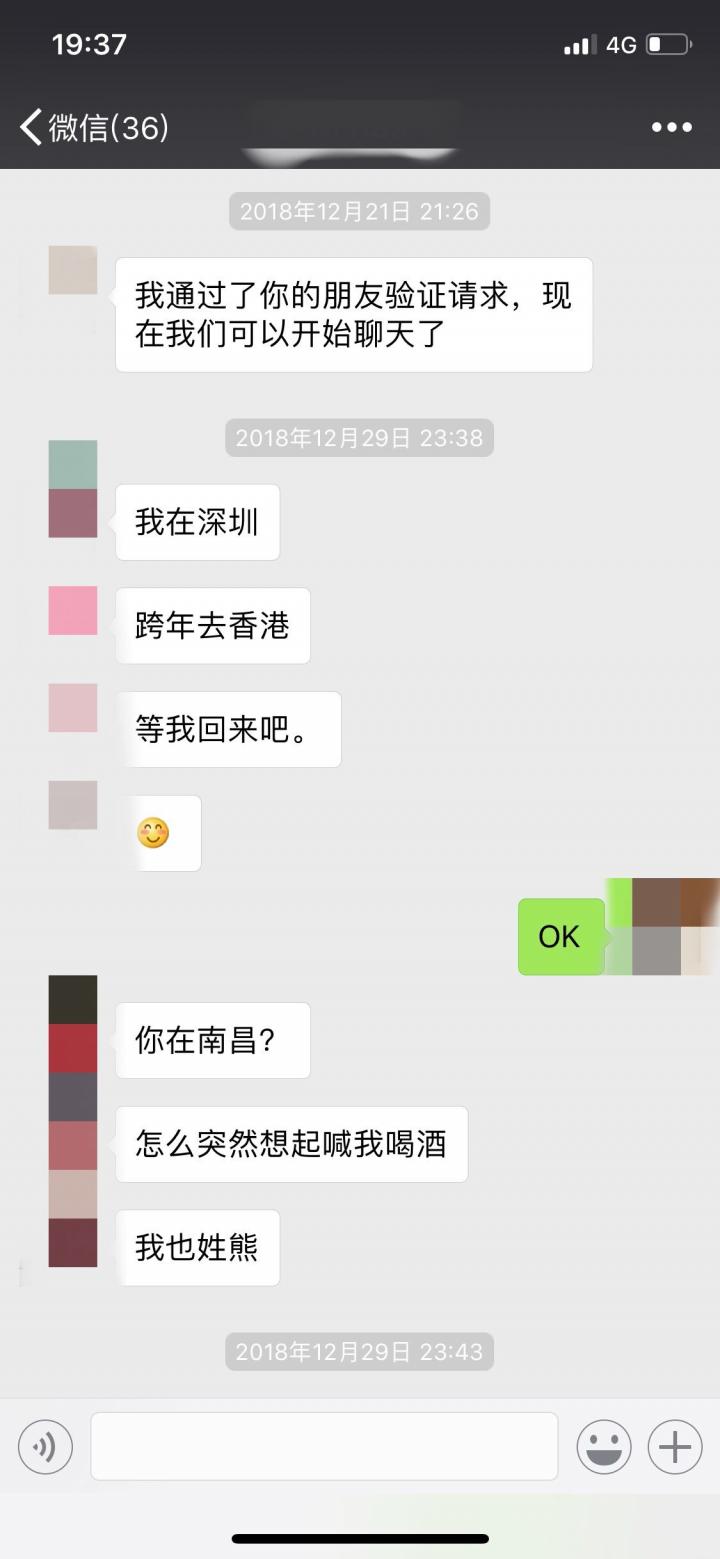 19:37
4G
微信(36)
2018年12月21日 21:26
我通过了你的朋友验证请求，现
在我们可以开始聊天了
2018年12月29日 23:38
我在深圳
跨年去香港
等我回来吧。
OK
你在南昌?
怎么突然想起喊我喝酒
我也姓熊
2018年12月29日 23:43